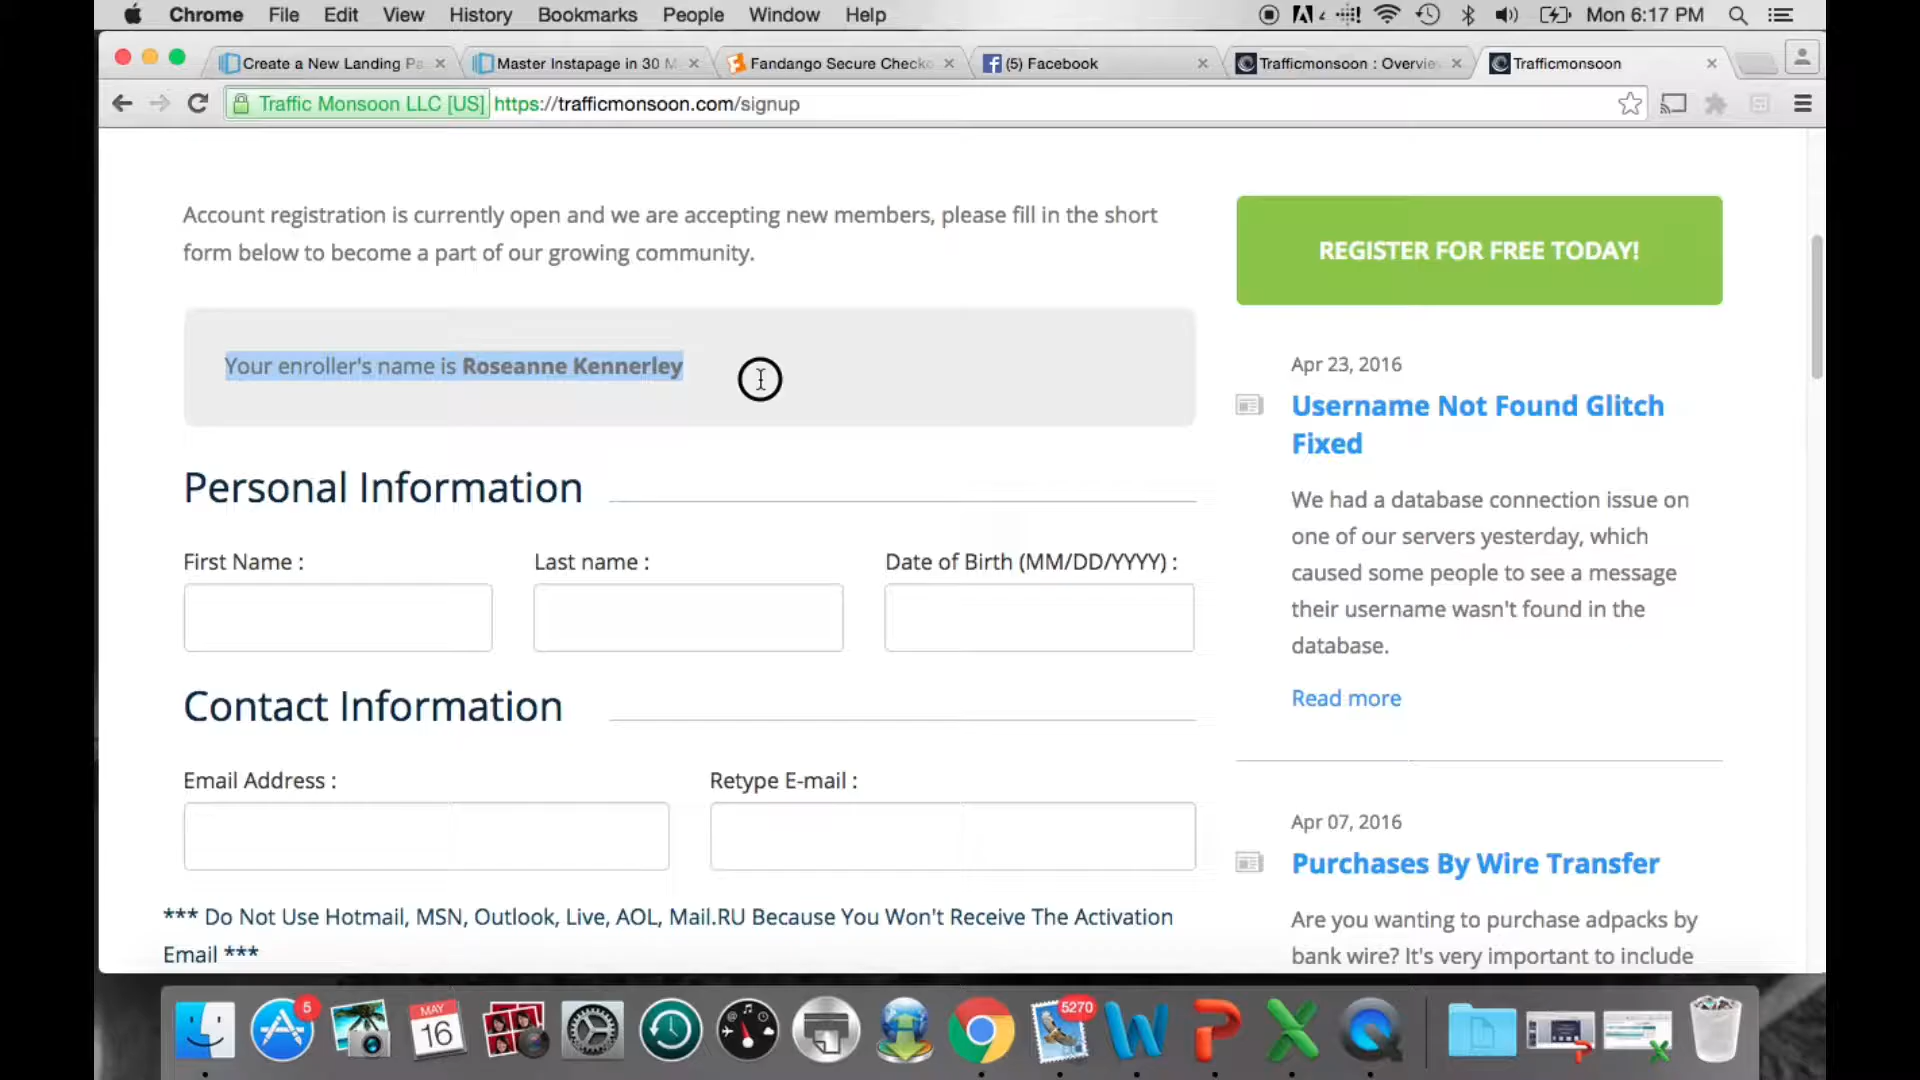 Chrome File Edit View History Bookmarks People Window Help Mon 6:17 PM
Create a New Landing Pa
Master Instapage in 30 M
Fandango Secure Checko
(5) Facebook
Trafficmonsoon : Overvie
Trafficmonsoon
Traffic Monsoon LLC [US] https://trafficmonsoon.com/signup
Account registration is currently open and we are accepting new members, please fill in the short
form below to become a part of our growing community.
Your enroller's name is Roseanne Kennerley
Personal Information
First Name :
Last name :
Date of Birth (MM/DD/YYYY) :
Contact Information
Email Address :
Retype E-mail :
*** Do Not Use Hotmail, MSN, Outlook, Live, AOL, Mail.RU Because You Won't Receive The Activation
Email ***
REGISTER FOR FREE TODAY!
Apr 23, 2016
Username Not Found Glitch
Fixed
We had a database connection issue on
one of our servers yesterday, which
caused some people to see a message
their username wasn't found in the
database.
Read more
Apr 07, 2016
Purchases By Wire Transfer
Are you wanting to purchase adpacks by
bank wire? It's very important to include
5
MAY
16
5270